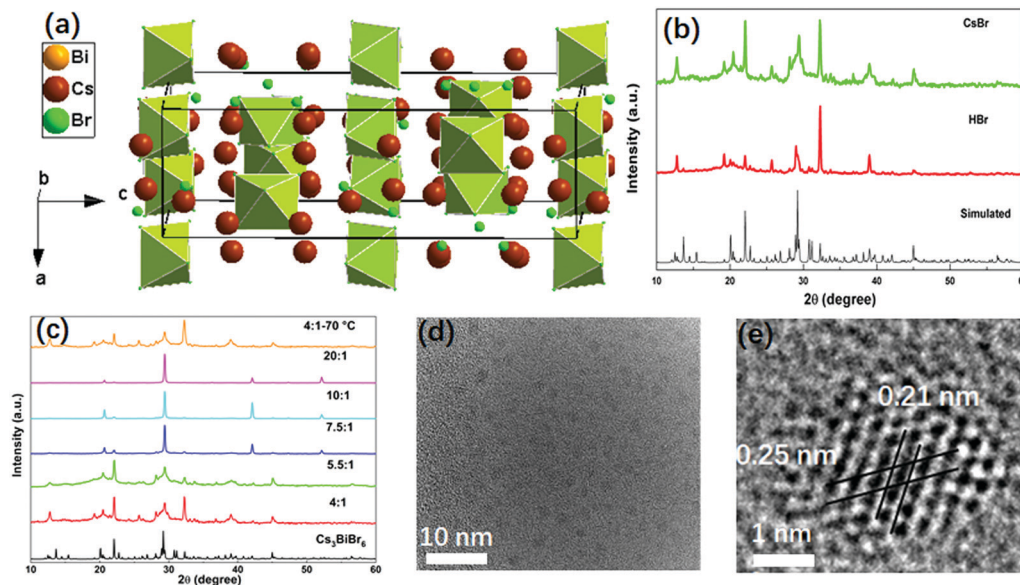 (a)
Bi
Cs
Br
b
c
a
(b)
CsBr
HBr
Simulated
Intensity (a.u.)
10 20 30 40 50 60
2θ (degree)
(c)
4:1-70 °C
20:1
10:1
7.5:1
5.5:1
4:1
Cs₃BiBr₆
Intensity (a.u.)
10 20 30 40 50 60
2θ (degree)
(d)
10 nm
(e)
0.21 nm
0.25 nm
1 nm